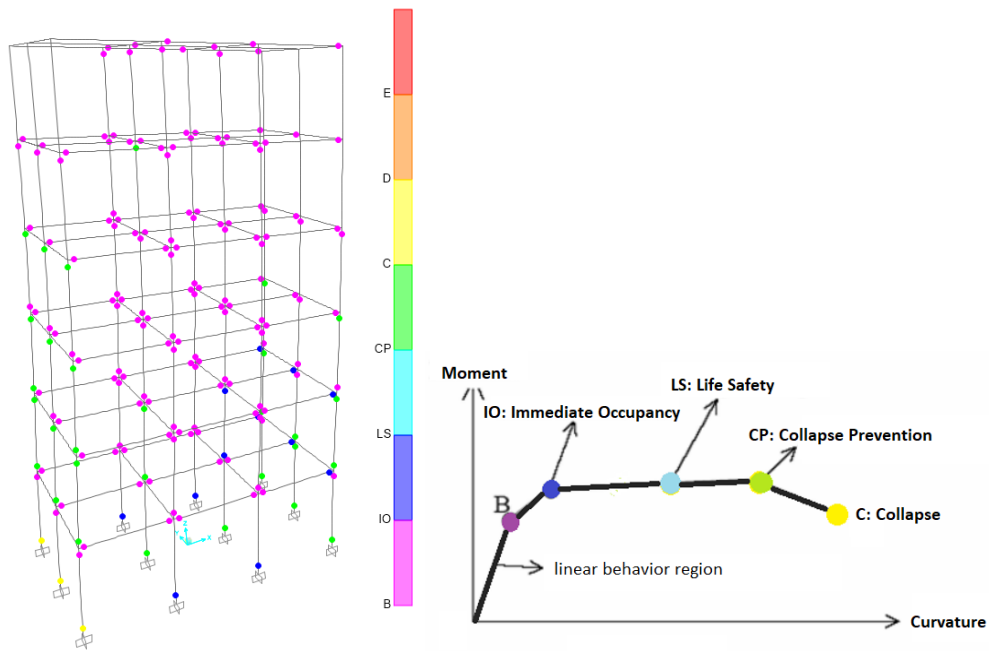 E
D
C
CP
LS
IO
B
Z
X
Moment
LS: Life Safety
IO: Immediate Occupancy
CP: Collapse Prevention
B
C: Collapse
linear behavior region
Curvature